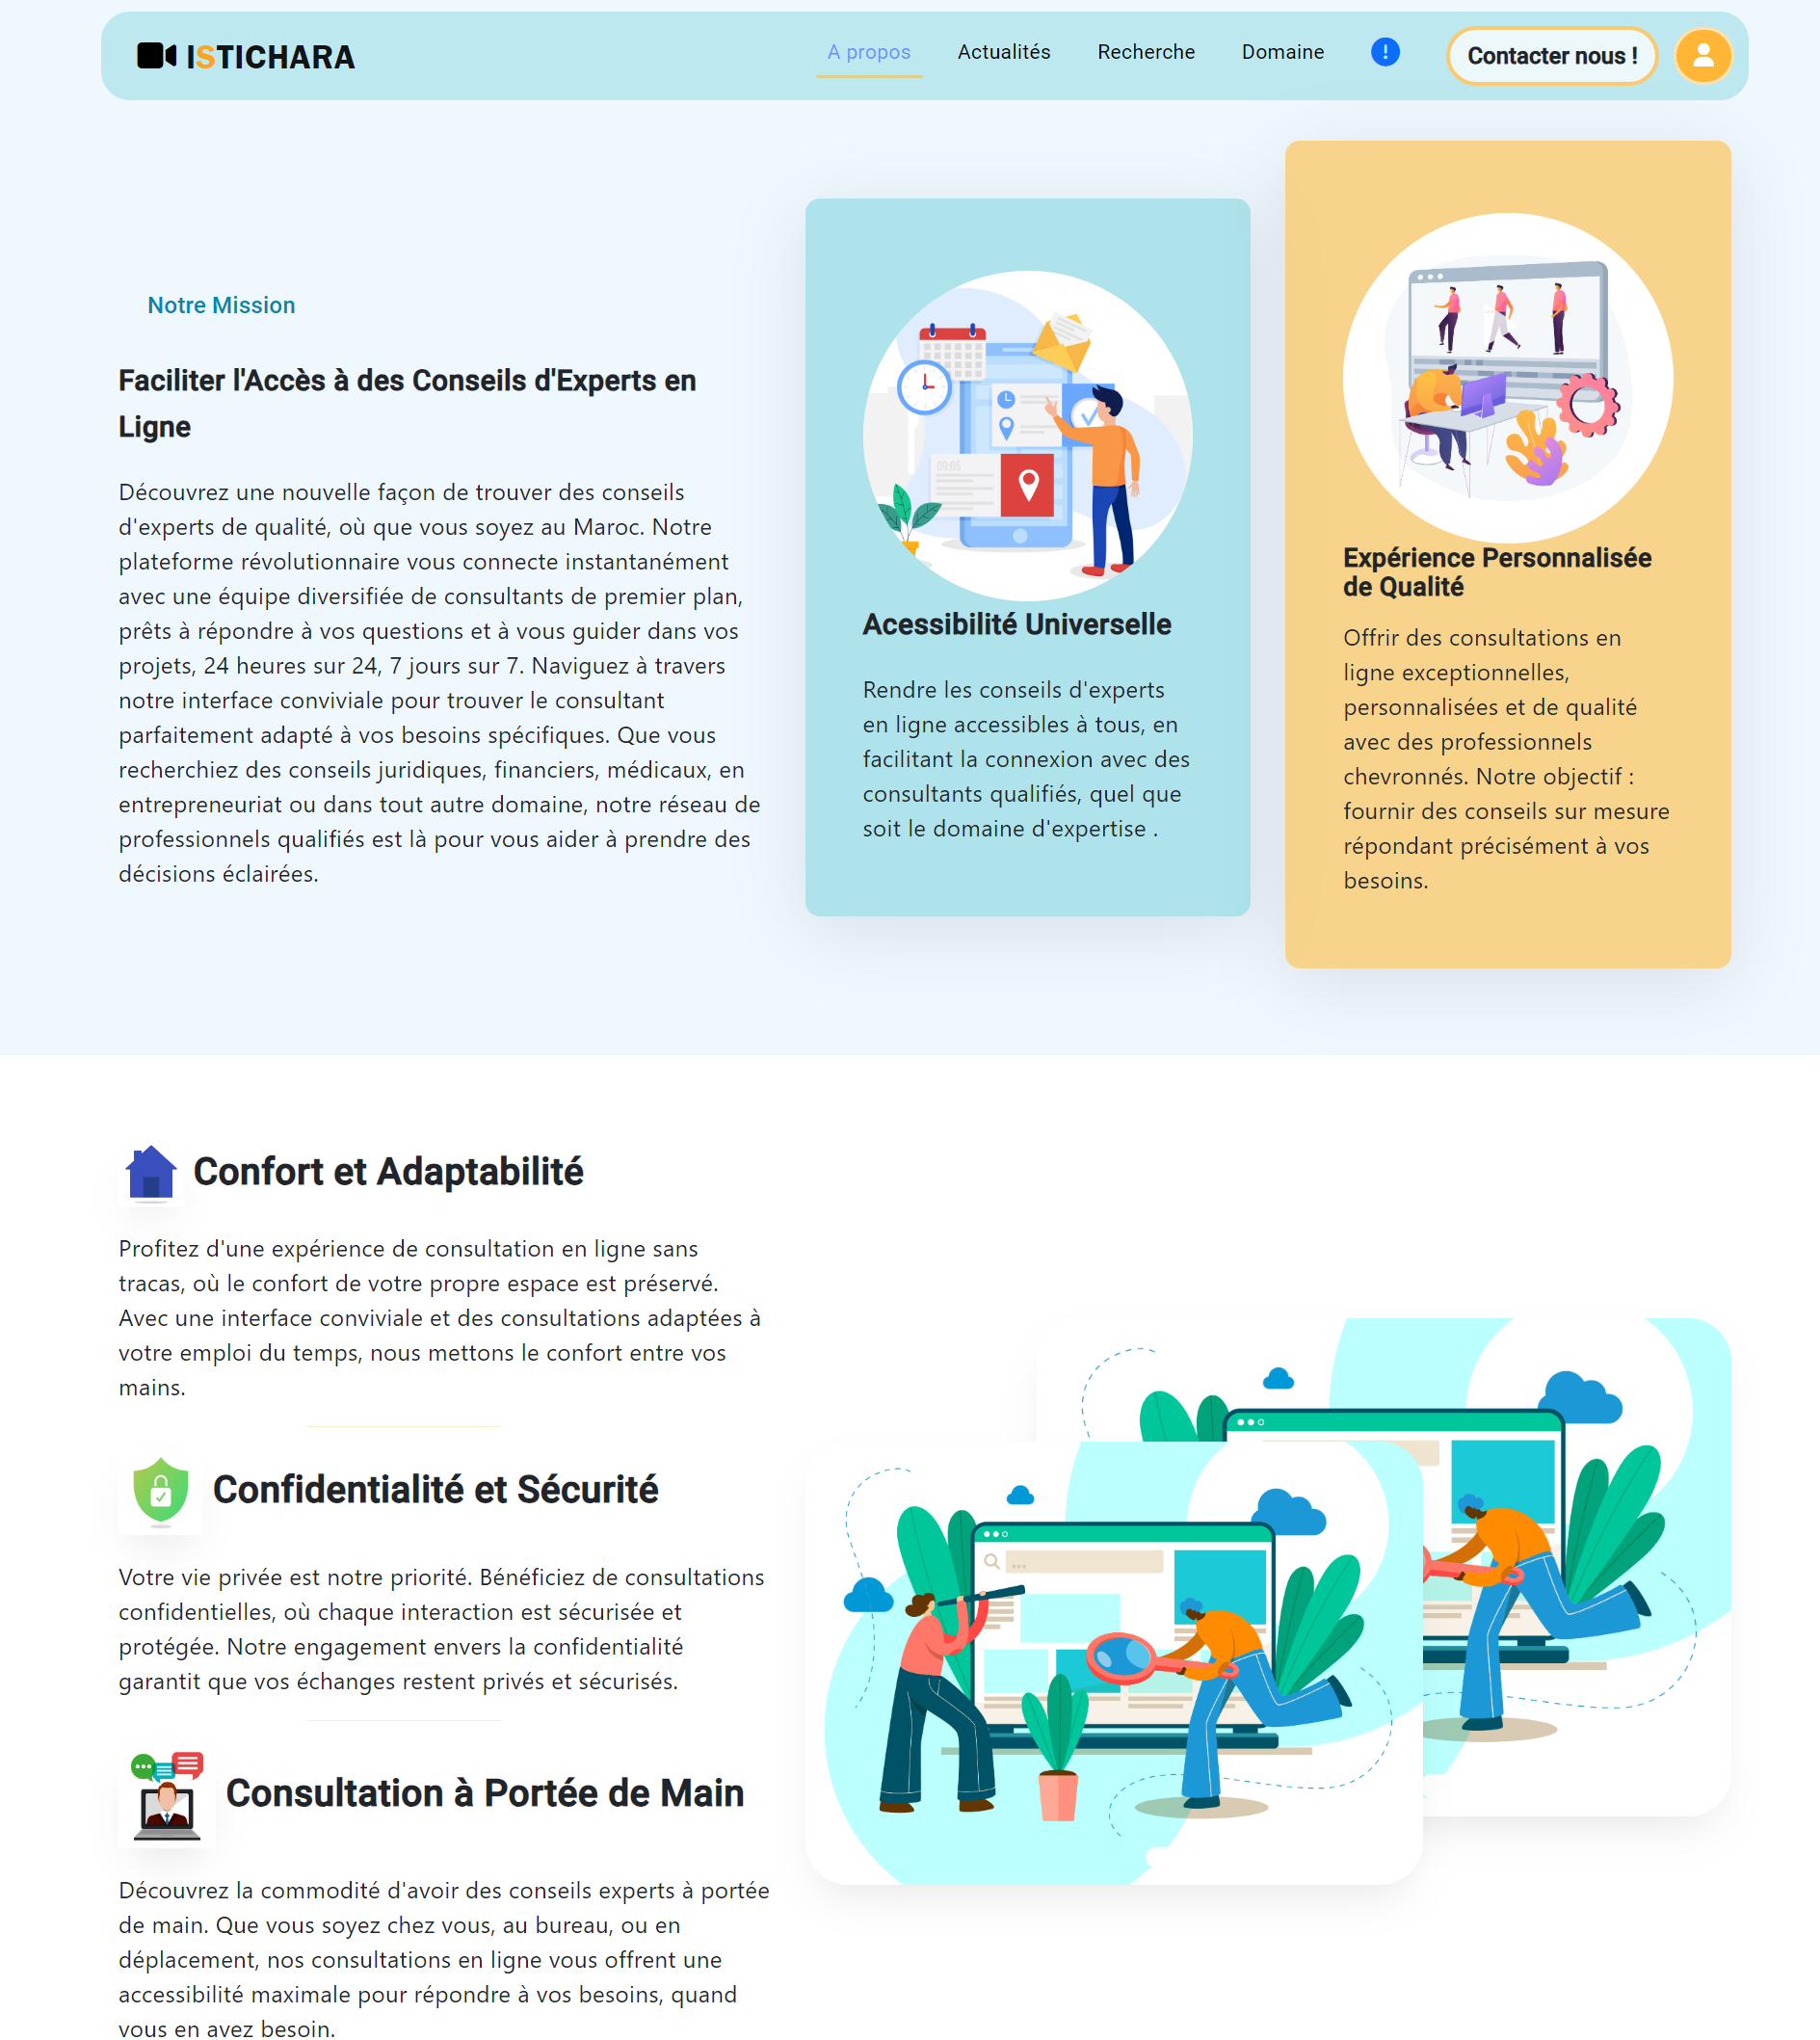 ISTICHARA
A propos
Actualités
Recherche
Domaine
Contacter nous !
Notre Mission
Faciliter l'Accès à des Conseils d'Experts en
Ligne
Découvrez une nouvelle façon de trouver des conseils
d'experts de qualité, où que vous soyez au Maroc. Notre
plateforme révolutionnaire vous connecte instantanément
avec une équipe diversifiée de consultants de premier plan,
prêts à répondre à vos questions et à vous guider dans vos
projets, 24 heures sur 24, 7 jours sur 7. Naviguez à travers
notre interface conviviale pour trouver le consultant
parfaitement adapté à vos besoins spécifiques. Que vous
recherchiez des conseils juridiques, financiers, médicaux, en
entrepreneuriat ou dans tout autre domaine, notre réseau de
professionnels qualifiés est là pour vous aider à prendre des
décisions éclairées.
09:05
Acessibilité Universelle
Rendre les conseils d'experts
en ligne accessibles à tous, en
facilitant la connexion avec des
consultants qualifiés, quel que
soit le domaine d'expertise .
Expérience Personnalisée
de Qualité
Offrir des consultations en
ligne exceptionnelles,
personnalisées et de qualité
avec des professionnels
chevronnés. Notre objectif :
fournir des conseils sur mesure
répondant précisément à vos
besoins.
Confort et Adaptabilité
Profitez d'une expérience de consultation en ligne sans
tracas, où le confort de votre propre espace est préservé.
Avec une interface conviviale et des consultations adaptées à
votre emploi du temps, nous mettons le confort entre vos
mains.
Confidentialité et Sécurité
Votre vie privée est notre priorité. Bénéficiez de consultations
confidentielles, où chaque interaction est sécurisée et
protégée. Notre engagement envers la confidentialité
garantit que vos échanges restent privés et sécurisés.
Consultation à Portée de Main
Découvrez la commodité d'avoir des conseils experts à portée
de main. Que vous soyez chez vous, au bureau, ou en
déplacement, nos consultations en ligne vous offrent une
accessibilité maximale pour répondre à vos besoins, quand
vous en avez besoin.